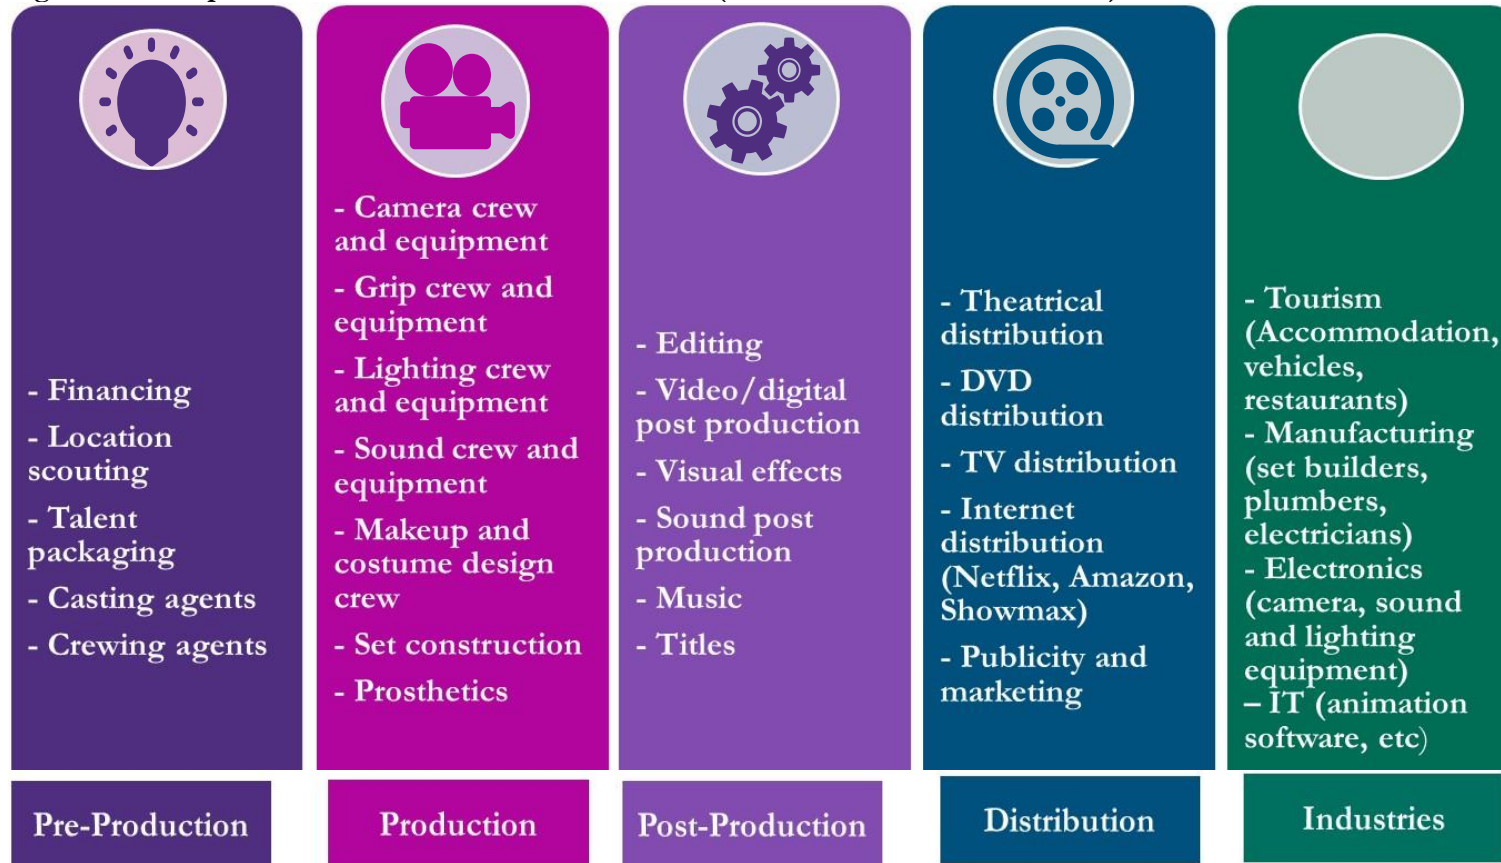 - Financing
- Location
scouting
- Talent
packaging
- Casting agents
- Crewing agents
Pre-Production
- Camera crew
and equipment
- Grip crew and
equipment
- Lighting crew
and equipment
- Sound crew and
equipment
- Makeup and
costume design
crew
- Set construction
- Prosthetics
Production
- Editing
- Video/digital
post production
- Visual effects
- Sound post
production
- Music
- Titles
Post-Production
- Theatrical
distribution
- DVD
distribution
- TV distribution
- Internet
distribution
(Netflix, Amazon,
Showmax)
- Publicity and
marketing
Distribution
- Tourism
(Accommodation,
vehicles,
restaurants)
- Manufacturing
(set builders,
plumbers,
electricians)
- Electronics
(camera, sound
and lighting
equipment)
– IT (animation
software, etc)
Industries